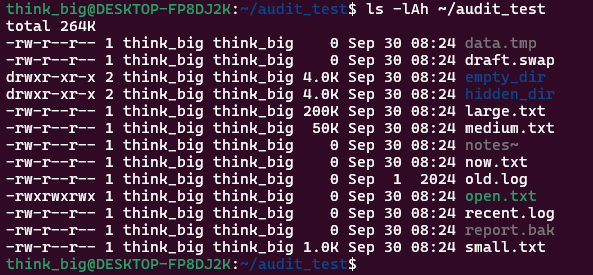 think_big@DESKTOP-FP8DJ2K:~/audit_test$ ls -lAh ~/audit_test
total 264K
-rw-r--r-- 1 think_big think_big    0 Sep 30 08:24 data.tmp
-rw-r--r-- 1 think_big think_big    0 Sep 30 08:24 draft.swap
drwxr-xr-x 2 think_big think_big 4.0K Sep 30 08:24 empty_dir
drwxr-xr-x 2 think_big think_big 4.0K Sep 30 08:24 hidden_dir
-rw-r--r-- 1 think_big think_big 200K Sep 30 08:24 large.txt
-rw-r--r-- 1 think_big think_big  50K Sep 30 08:24 medium.txt
-rw-r--r-- 1 think_big think_big    0 Sep 30 08:24 notes~
-rw-r--r-- 1 think_big think_big    0 Sep 30 08:24 now.txt
-rw-r--r-- 1 think_big think_big    0 Sep  1  2024 old.log
-rwxrwxrwx 1 think_big think_big    0 Sep 30 08:24 open.txt
-rw-r--r-- 1 think_big think_big    0 Sep 30 08:24 recent.log
-rw-r--r-- 1 think_big think_big    0 Sep 30 08:24 report.bak
-rw-r--r-- 1 think_big think_big 1.0K Sep 30 08:24 small.txt
think_big@DESKTOP-FP8DJ2K:~/audit_test$